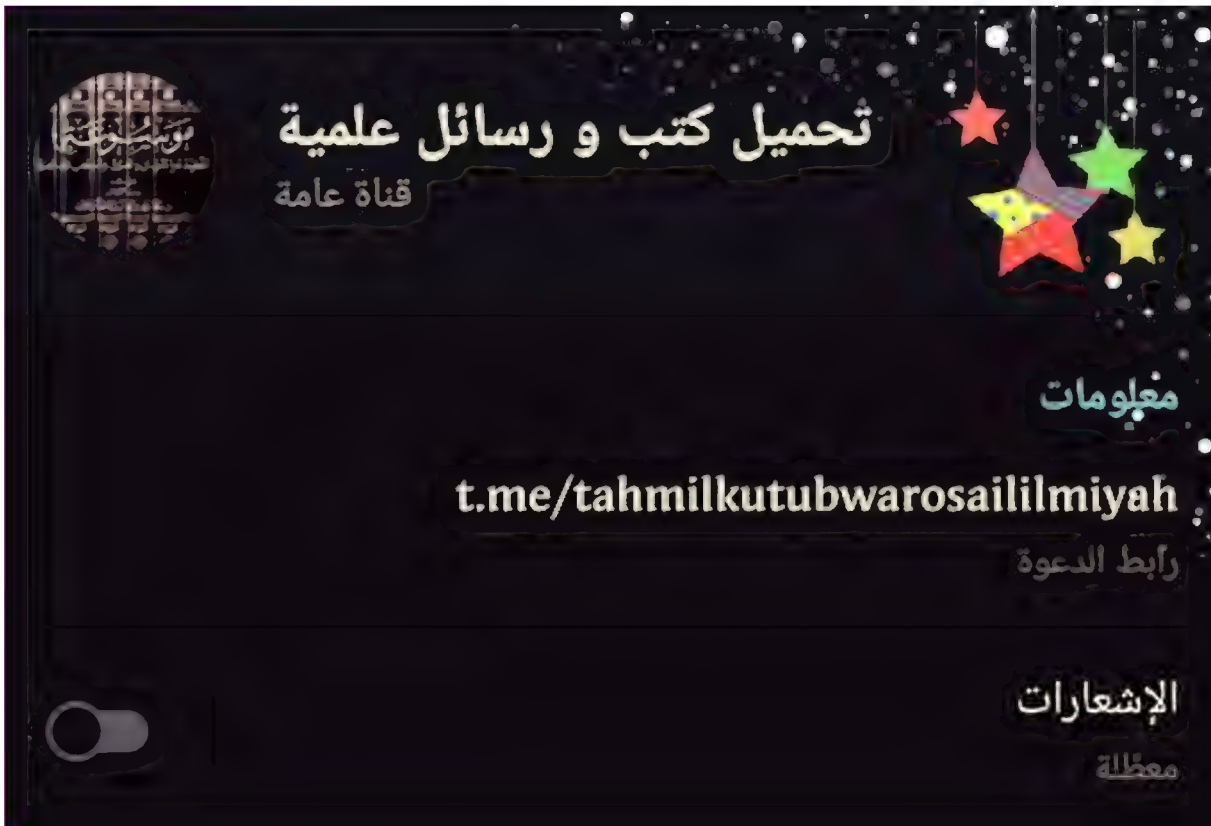 تحميل كتب و رسائل علمية
قناة عامة
معلومات
t.me/tahmilkutubwarosaililmiyah
رابط الدعوة
الإشعارات
معطلة